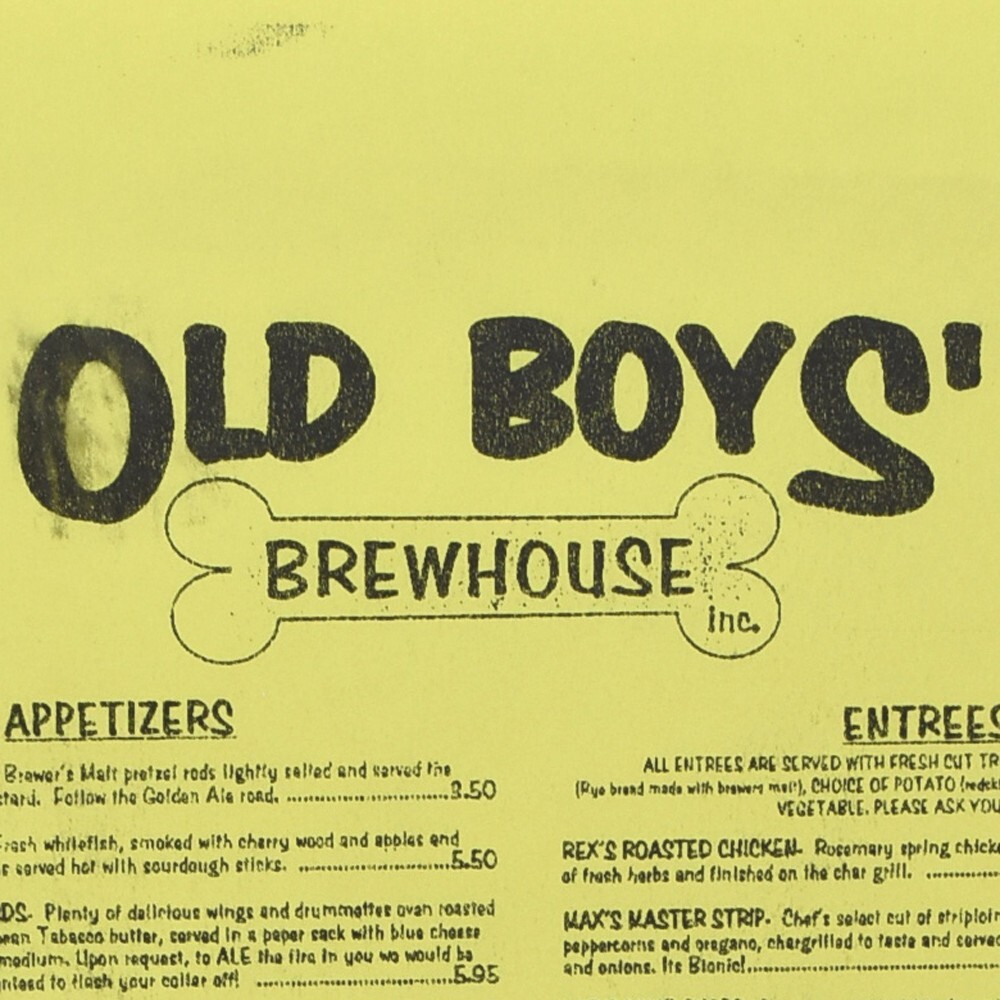 OLD BOYS'
BREWHOUSE
inc.
APPETIZERS
Brewer's Malt pretzel rods lightly salted and served the
Follow the Golden Ale road. ........................3.50
Fresh whitefish, smoked with cherry wood and apples and
served hot with sourdough sticks. ........................5.50
Plenty of delicious wings and drummettes oven roasted
Tabasco butter, served in a paper sack with blue cheese
medium. Upon request, to ALE the fire in you we would be
to flash your collar off! ........................5.95
ENTREES
ALL ENTREES ARE SERVED WITH FRESH CUT
(Rye bread made with brewers malt), CHOICE OF POTATO
VEGETABLE. PLEASE ASK
REX'S ROASTED CHICKEN- Rosemary spring
of fresh herbs and finished on the char grill. ............
MAX'S MASTER STRIP- Chef's select cut of
peppercorns and oregano, chargrilled to taste and
and onions. Its Bionic!........................